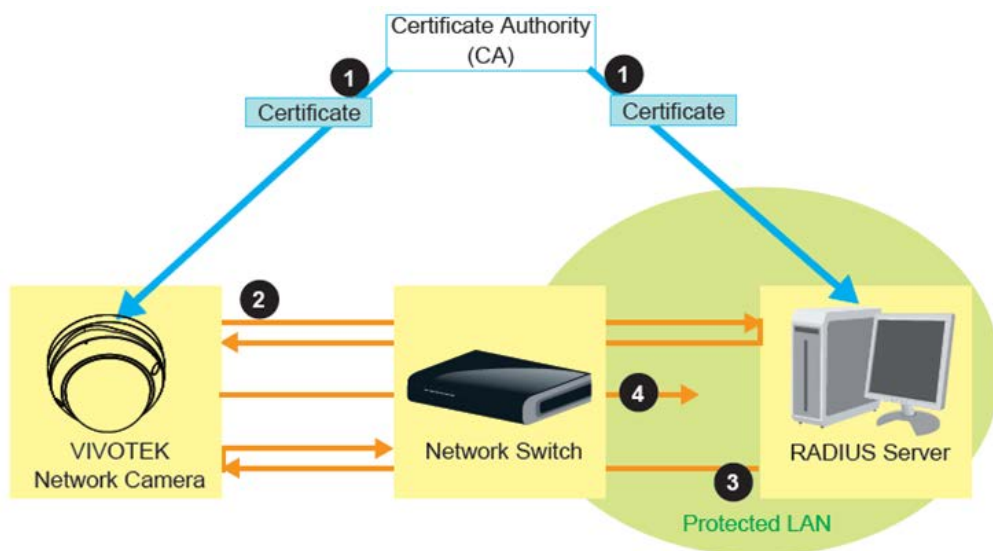 Certificate Authority
(CA)
1
1
Certificate
Certificate
2
4
VIVOTEK
Network Camera
Network Switch
RADIUS Server
3
Protected LAN